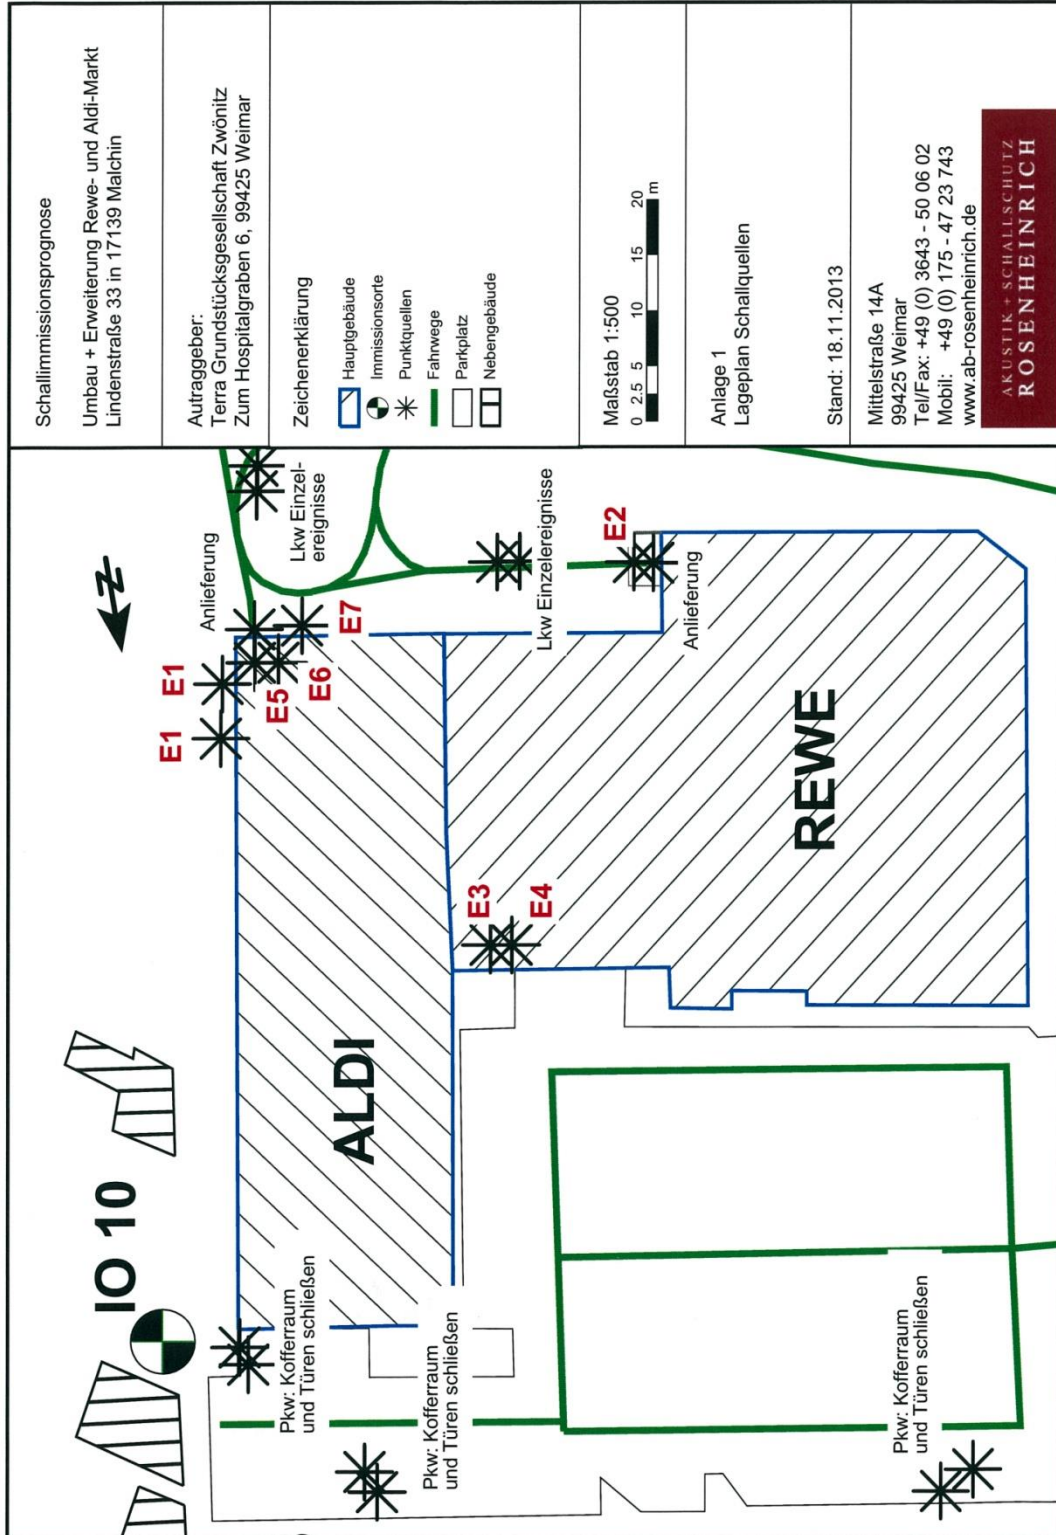 Schallimmissionsprognose
Umbau + Erweiterung Rewe- und Aldi-Markt
Lindenstraße 33 in 17139 Malchin
Autraggeber:
Terra Grundstücksgesellschaft Zwönitz
Zum Hospitalgraben 6, 99425 Weimar
Zeichenerklärung
Hauptgebäude
Immissionsorte
Punktquellen
Fahrwege
Parkplatz
Nebengebäude
Maßstab 1:500
0 2.5 5 10 15 20
m
Anlage 1
Lageplan Schallquellen
Stand: 18.11.2013
Mittelstraße 14A
99425 Weimar
Tel/Fax: +49 (0) 3643 - 50 06 02
Mobil: +49 (0) 175 - 47 23 743
www.ab-rosenheinrich.de
AKUSTIK + SCHALLSCHUTZ
ROSENHEINRICH
IO 10
E1
E1
Anlieferung
Lkw Einzel-
ereignisse
E5
E6
E7
N
ALDI
Pkw: Kofferraum
und Türen schließen
Pkw: Kofferraum
und Türen schließen
E3
E4
Lkw Einzelereignisse
E2
Anlieferung
REWE
Pkw: Kofferraum
und Türen schließen